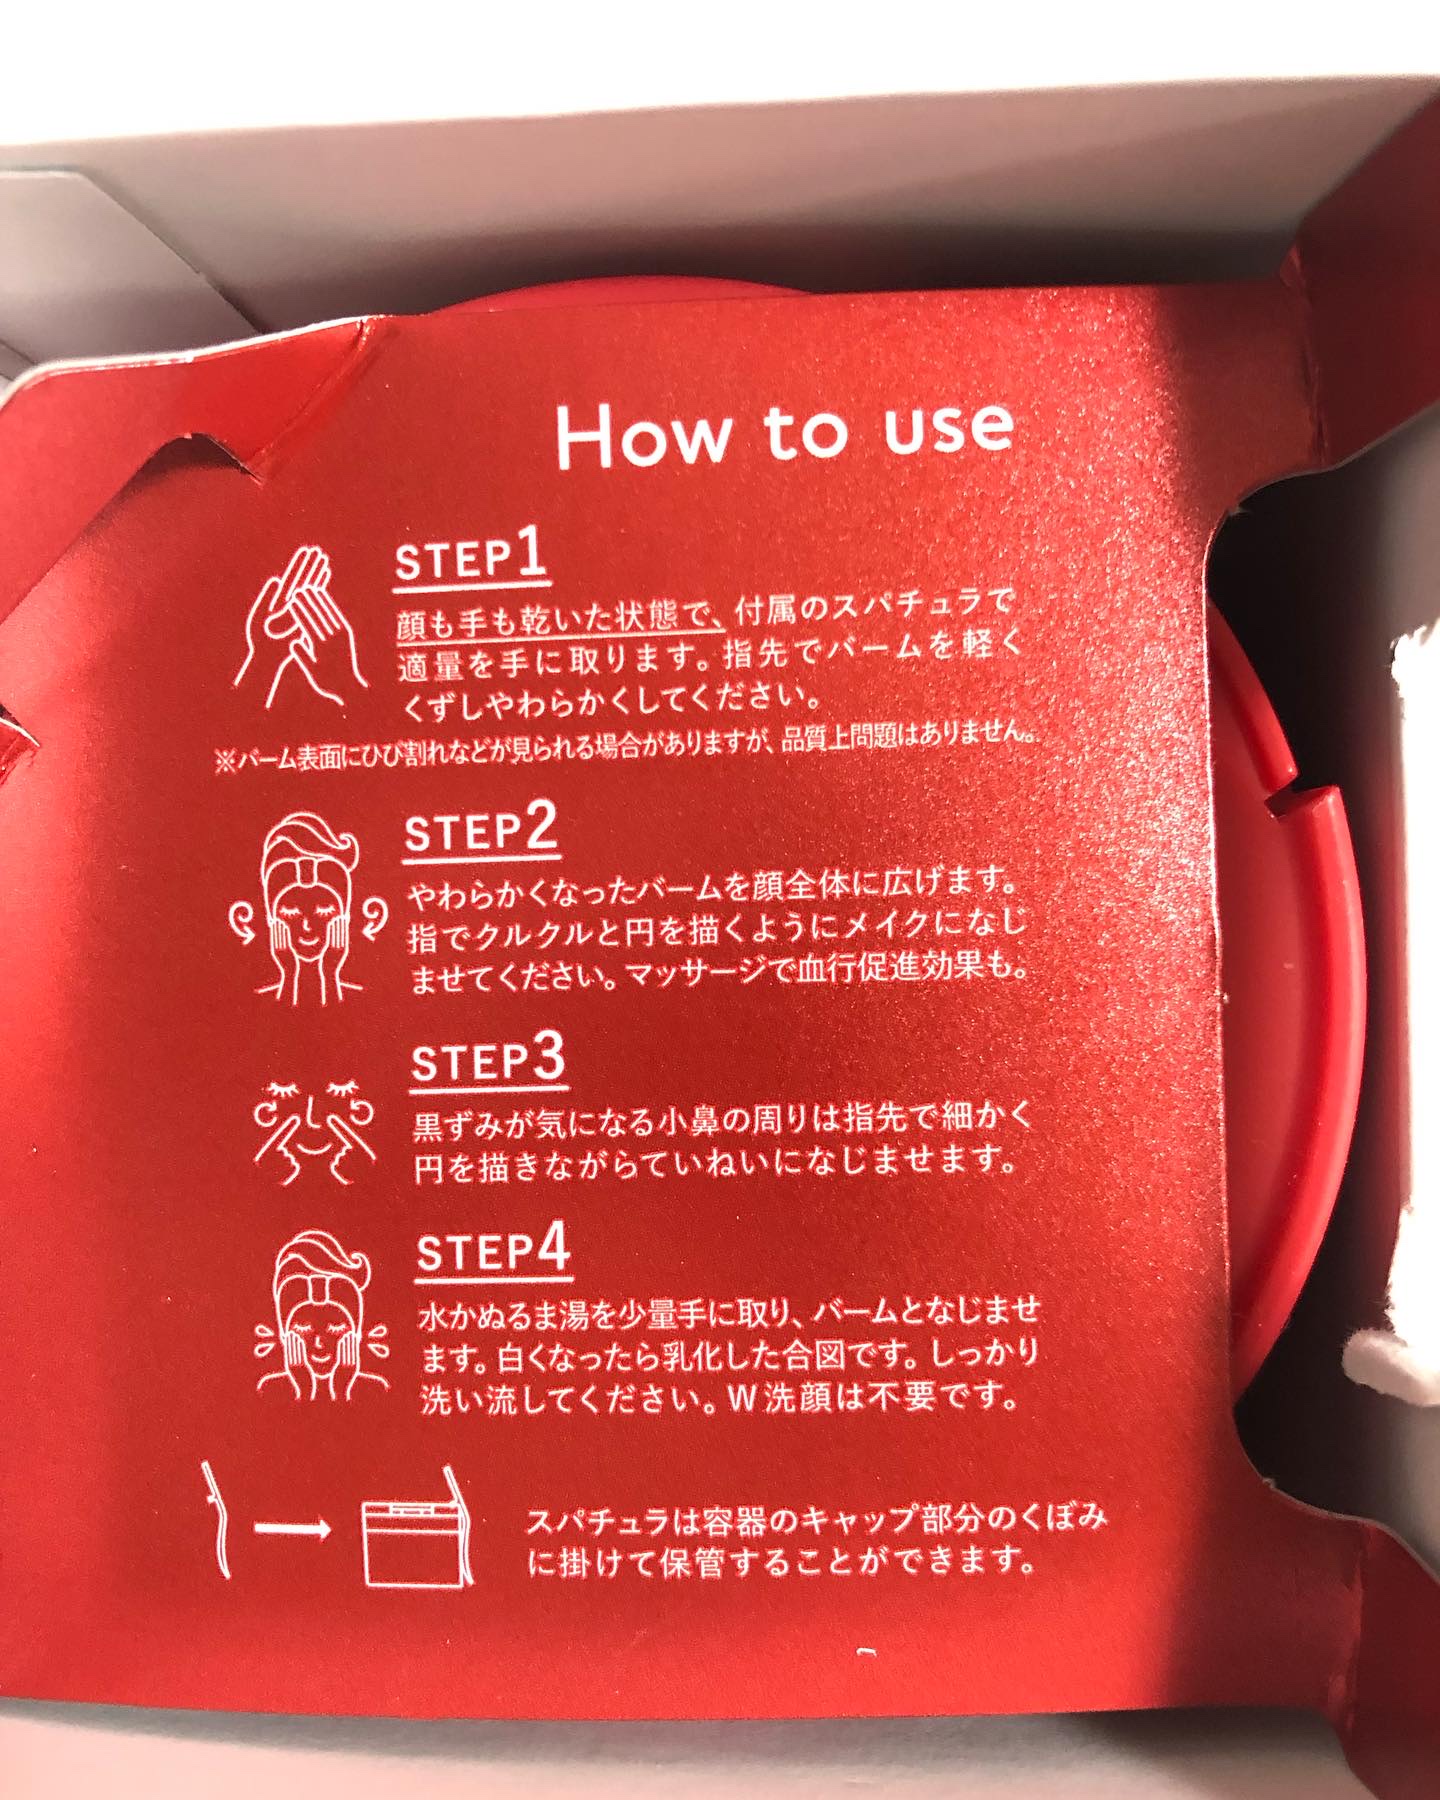 How to use
STEP1
顔も手も乾いた状態で、付属のスパチュラで
適量を手に取ります。指先でバームを軽く
くずしやわらかくしてください。
※バーム表面にひび割れなどが見られる場合がありますが、品質上問題はありません。
STEP2
やわらかくなったバームを顔全体に広げます。
指でクルクルと円を描くようにメイクになじ
ませてください。マッサージで血行促進効果も。
STEP3
黒ずみが気になる小鼻の周りは指先で細かく
円を描きながらていねいになじませます。
STEP4
水かぬるま湯を少量手に取り、バームとなじませ
ます。白くなったら乳化した合図です。しっかり
洗い流してください。W洗顔は不要です。
スパチュラは容器のキャップ部分のくぼみ
に掛けて保管することができます。